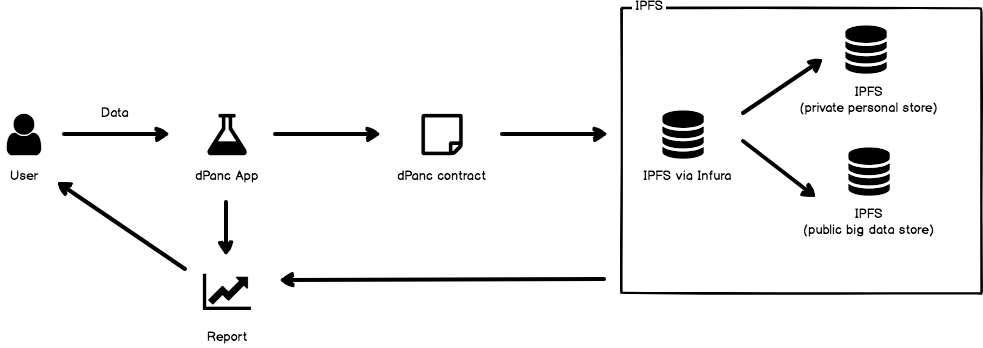 IPFS
IPFS
(private personal store)
Data
User
dPanc App
dPanc contract
IPFS via Infura
IPFS
(public big data store)
Report